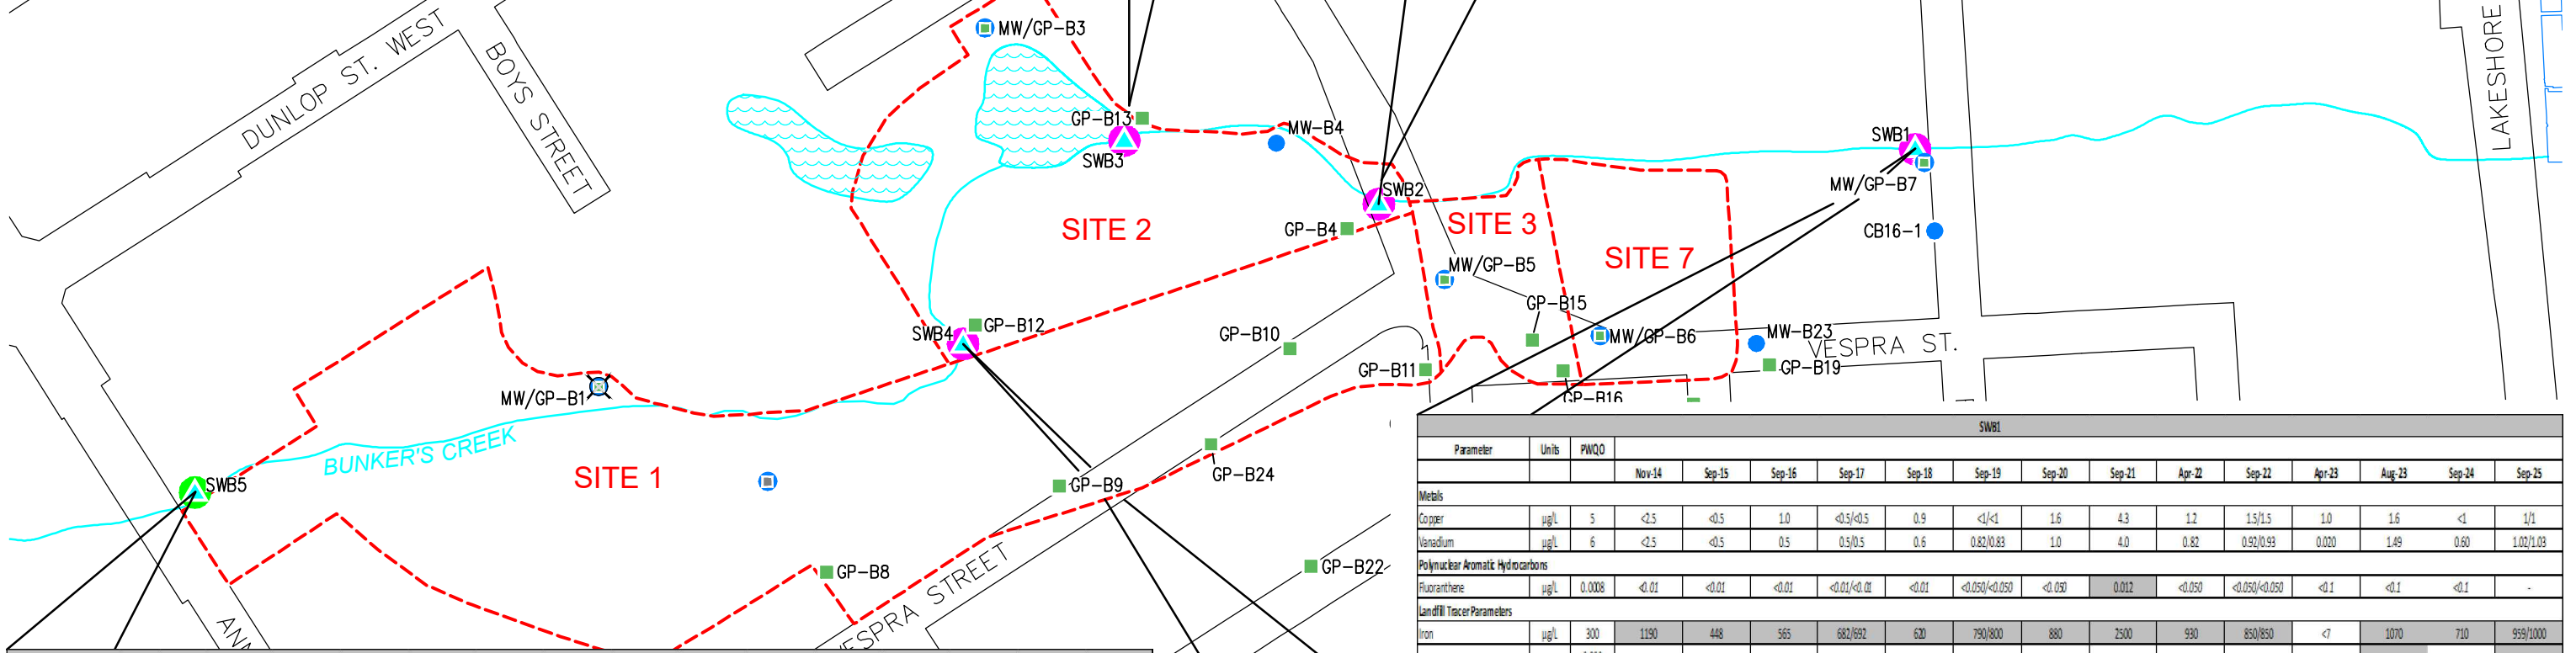 DUNLOP ST. WEST
BOYS STREET
MW/GP-B3
GP-B13
SWB3
MW-B4
SWB2
GP-B4
SITE 2
SITE 3
SITE 7
SWB1
MW/GP-B7
CB16-1
LAKESHORE
MW/GP-B5
GP-B15
MW/GP-B6
MW-B23
VESPRA ST.
GP-B19
GP-B16
GP-B10
GP-B11
SWB4
GP-B12
MW/GP-B1
BUNKER'S CREEK
SWB5
SITE 1
GP-B9
GP-B24
GP-B8
GP-B22
VESPRA STREET
ANN
SWB1
Parameter Units PWQO
Nov-14 Sep-15 Sep-16 Sep-17 Sep-18 Sep-19 Sep-20 Sep-21 Apr-22 Sep-22 Apr-23 Aug-23 Sep-24 Sep-25
Metals
Copper µg/L 5 <2.5 <0.5 1.0 <0.5/<0.5 0.9 <1/<1 1.6 4.3 1.2 1.5/1.5 1.0 1.6 <1 1/1
Vanadium µg/L 6 <2.5 <0.5 0.5 0.5/0.5 0.6 0.82/0.83 1.0 4.0 0.82 0.92/0.93 0.020 1.49 0.60 1.02/1.03
Polynuclear Aromatic Hydrocarbons
Fluoranthene µg/L 0.0008 <0.01 <0.01 <0.01 <0.01/<0.01 <0.01 <0.050/<0.050 <0.050 0.012 <0.050 <0.050/<0.050 <0.1 <0.1 <0.1 -
Landfill Tracer Parameters
Iron µg/L 300 1190 448 565 682/692 620 790/800 880 2500 930 850/850 <7 1070 710 959/1000